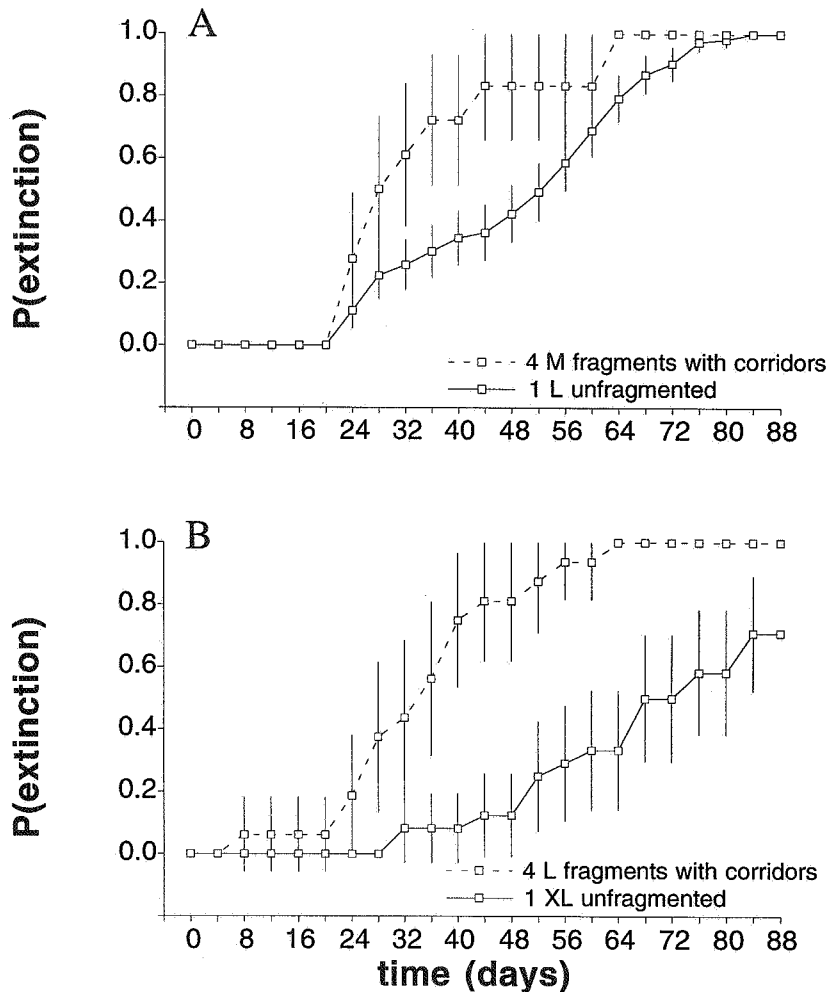 A
P(extinction)
1.0
0.8
0.6
0.4
0.2
0.0
4 M fragments with corridors
1 L unfragmented
0 8 16 24 32 40 48 56 64 72 80 88
B
P(extinction)
1.0
0.8
0.6
0.4
0.2
0.0
4 L fragments with corridors
1 XL unfragmented
0 8 16 24 32 40 48 56 64 72 80 88
time (days)